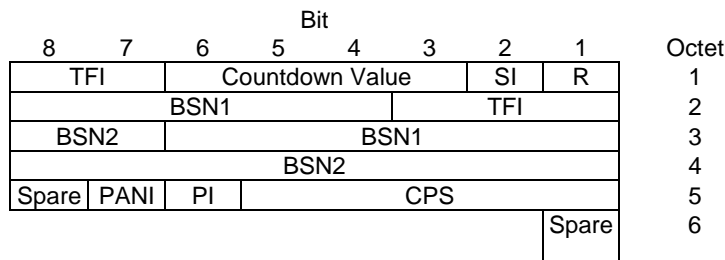 Bit
8 7 6 5 4 3 2 1 Octet
TFI Countdown Value SI R 1
BSN1 TFI 2
BSN2 BSN1 3
BSN2 4
Spare PANI PI CPS 5
Spare 6